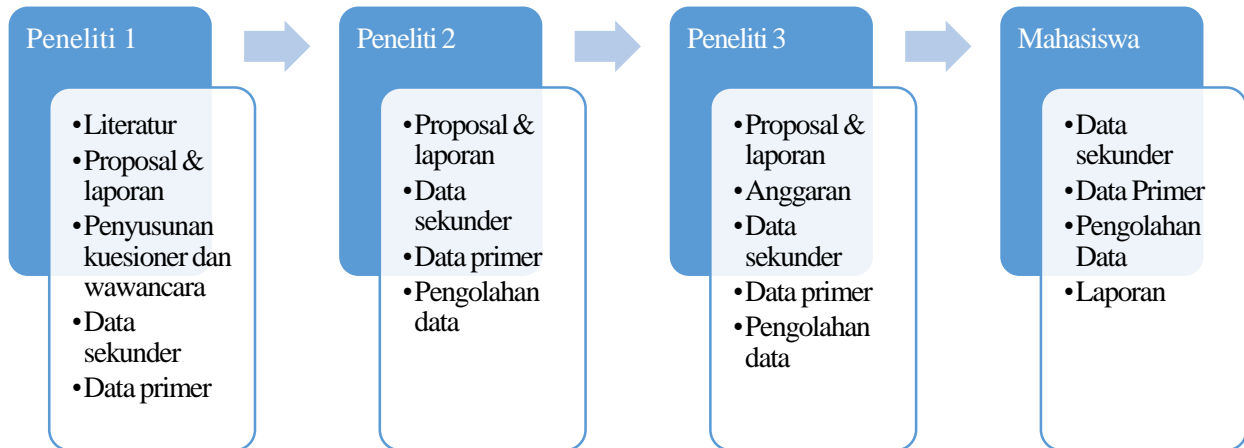 Peneliti 1
•Literatur
•Proposal &
laporan
•Penyusunan
kuesioner dan
wawancara
•Data
sekunder
•Data primer
Peneliti 2
•Proposal &
laporan
•Data
sekunder
•Data primer
•Pengolahan
data
Peneliti 3
•Proposal &
laporan
•Anggaran
•Data
sekunder
•Data primer
•Pengolahan
data
Mahasiswa
•Data
sekunder
•Data Primer
•Pengolahan
Data
•Laporan